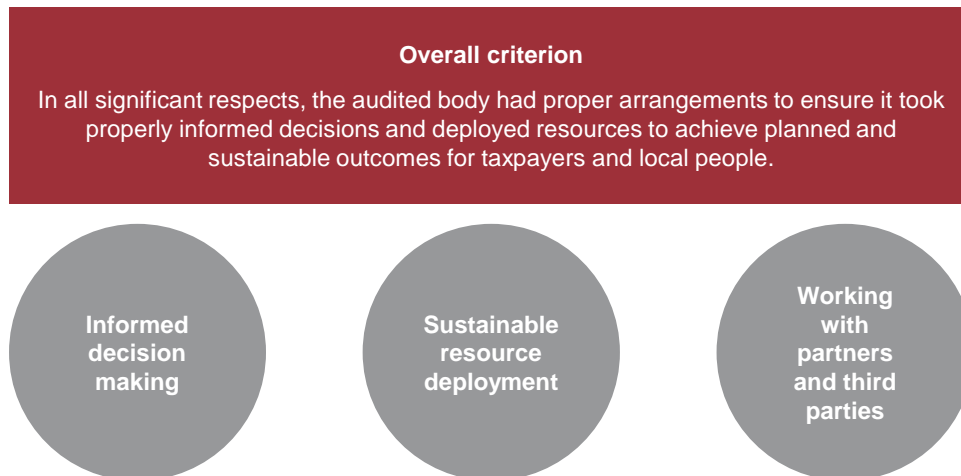 Overall criterion
In all significant respects, the audited body had proper arrangements to ensure it took
properly informed decisions and deployed resources to achieve planned and
sustainable outcomes for taxpayers and local people.
Informed
decision
making
Sustainable
resource
deployment
Working
with
partners
and third
parties